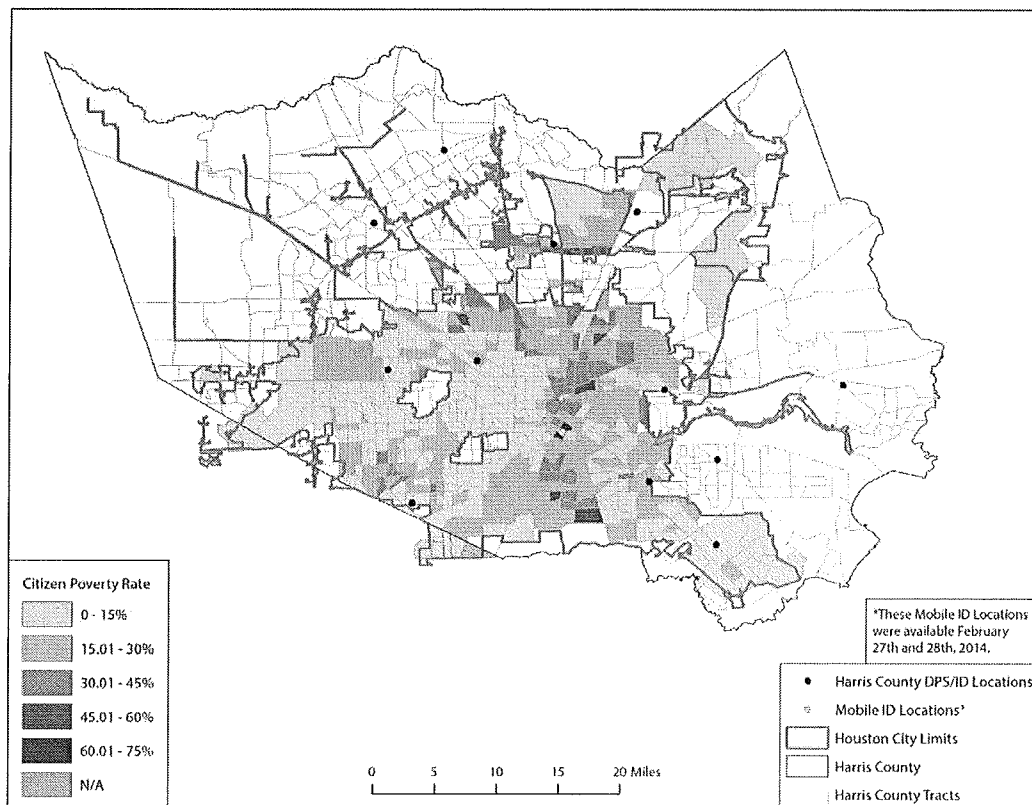 Citizen Poverty Rate
0 - 15%
15.01 - 30%
30.01 - 45%
45.01 - 60%
60.01 - 75%
N/A
0 5 10 15 20 Miles
¹These Mobile ID Locations
were available February
27th and 28th, 2014.
Harris County DPS/ID Locations
Mobile ID Locations¹
Houston City Limits
Harris County
Harris County Tracts